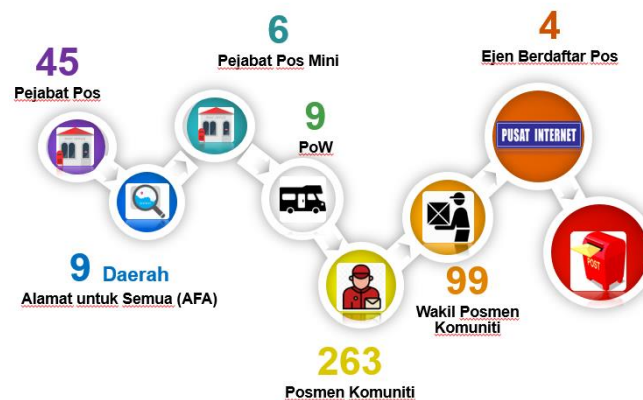 45
Pejabat Pos
9 Daerah
Alamat untuk Semua (AFA)
6
Pejabat Pos Mini
9
PoW
263
Posmen Komuniti
99
Wakil Posmen
Komuniti
4
Ejen Berdaftar Pos
PUSAT INTERNET
POST